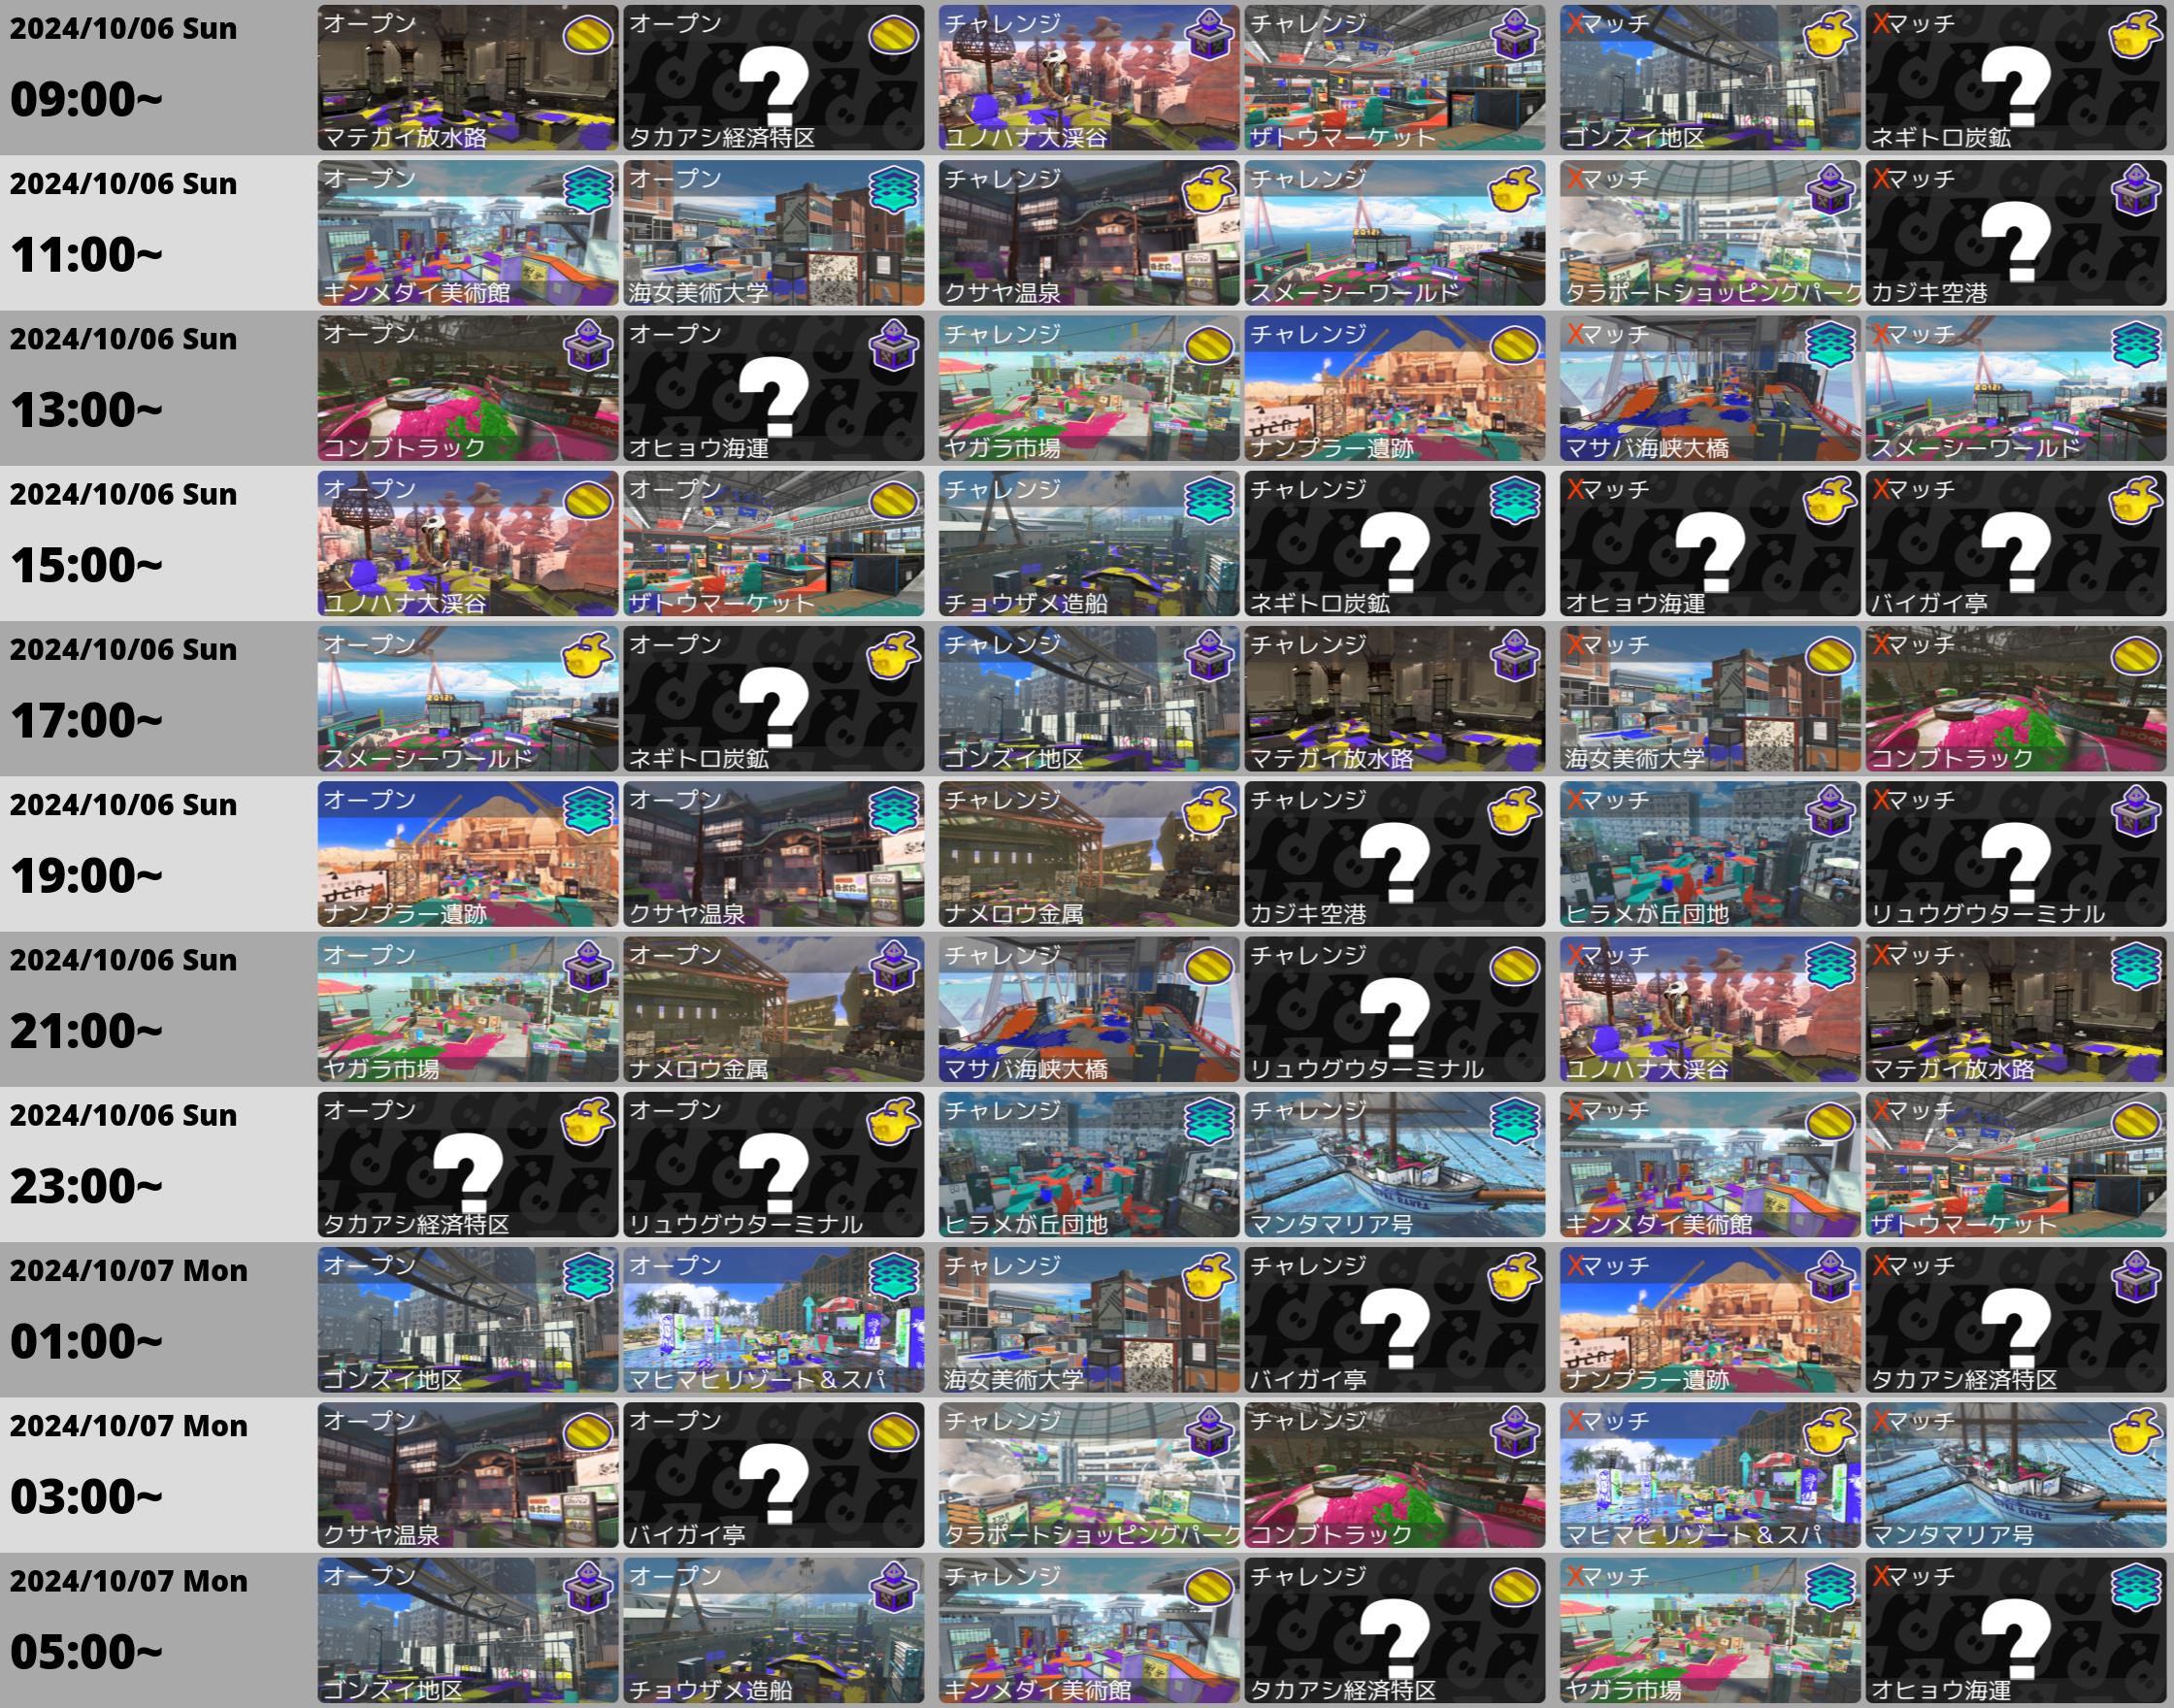 2024/10/06 Sun
09:00~
オープン オープン チャレンジ チャレンジ Xマッチ Xマッチ
マテガイ放水路 タカアシ経済特区 ユノハナ大渓谷 ザトウマーケット ゴンズイ地区 ネギトロ炭鉱
2024/10/06 Sun
11:00~
オープン オープン チャレンジ チャレンジ Xマッチ Xマッチ
キンメダイ美術館 海女美術大学 クサヤ温泉 スメーシーワールド タラポートショッピングパーク カジキ空港
2024/10/06 Sun
13:00~
オープン オープン チャレンジ チャレンジ Xマッチ Xマッチ
コンブトラック オヒョウ海運 ヤガラ市場 ナンプラー遺跡 マサバ海峡大橋 スメーシーワールド
2024/10/06 Sun
15:00~
オープン オープン チャレンジ チャレンジ Xマッチ Xマッチ
ユノハナ大渓谷 ザトウマーケット チョウザメ造船 ネギトロ炭鉱 オヒョウ海運 バイガイ亭
2024/10/06 Sun
17:00~
オープン オープン チャレンジ チャレンジ Xマッチ Xマッチ
スメーシーワールド ネギトロ炭鉱 ゴンズイ地区 マテガイ放水路 海女美術大学 コンブトラック
2024/10/06 Sun
19:00~
オープン オープン チャレンジ チャレンジ Xマッチ Xマッチ
ナンプラー遺跡 クサヤ温泉 ナメロウ金属 カジキ空港 ヒラメが丘団地 リュウグウターミナル
2024/10/06 Sun
21:00~
オープン オープン チャレンジ チャレンジ Xマッチ Xマッチ
ヤガラ市場 ナメロウ金属 マサバ海峡大橋 リュウグウターミナル ユノハナ大渓谷 マテガイ放水路
2024/10/06 Sun
23:00~
オープン オープン チャレンジ チャレンジ Xマッチ Xマッチ
タカアシ経済特区 リュウグウターミナル ヒラメが丘団地 マンタマリア号 キンメダイ美術館 ザトウマーケット
2024/10/07 Mon
01:00~
オープン オープン チャレンジ チャレンジ Xマッチ Xマッチ
ゴンズイ地区 マヒマヒリゾート＆スパ 海女美術大学 バイガイ亭 ナンプラー遺跡 タカアシ経済特区
2024/10/07 Mon
03:00~
オープン オープン チャレンジ チャレンジ Xマッチ Xマッチ
クサヤ温泉 バイガイ亭 タラポートショッピングパーク コンブトラック マヒマヒリゾート＆スパ マンタマリア号
2024/10/07 Mon
05:00~
オープン オープン チャレンジ チャレンジ Xマッチ Xマッチ
ゴンズイ地区 チョウザメ造船 キンメダイ美術館 タカアシ経済特区 ヤガラ市場 オヒョウ海運